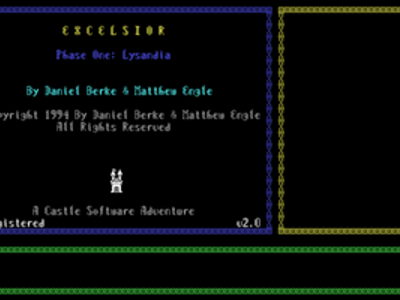 EXCELSIOR
Phase One: Lysandia
By Daniel Berke & Matthew Engle
pyright 1994 By Daniel Berke & Matthew Engle
All Rights Reserved
A Castle Software Adventure
gistered v2.0